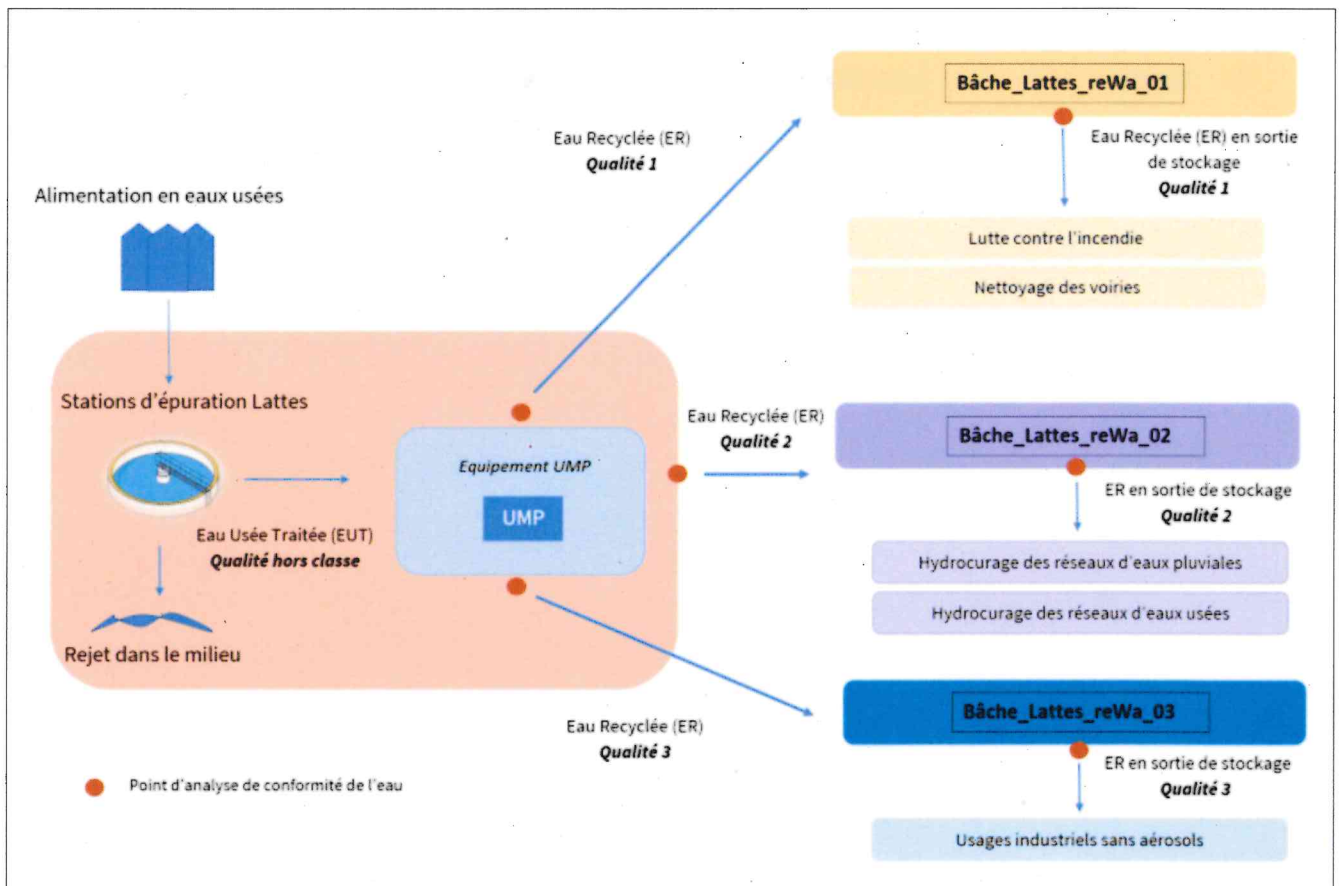 Alimentation en eaux usées
Stations d'épuration Lattes
Eau Usée Traitée (EUT)
Qualité hors classe
Rejet dans le milieu
Equipement UMP
UMP
Eau Recyclée (ER)
Qualité 1
Bâche_Lattes_reWa_01
Eau Recyclée (ER) en sortie
de stockage
Qualité 1
Lutte contre l'incendie
Nettoyage des voiries
Eau Recyclée (ER)
Qualité 2
Bâche_Lattes_reWa_02
ER en sortie de stockage
Qualité 2
Hydrocurage des réseaux d'eaux pluviales
Hydrocurage des réseaux d'eaux usées
Eau Recyclée (ER)
Qualité 3
Bâche_Lattes_reWa_03
ER en sortie de stockage
Qualité 3
Usages industriels sans aérosols
Point d'analyse de conformité de l'eau